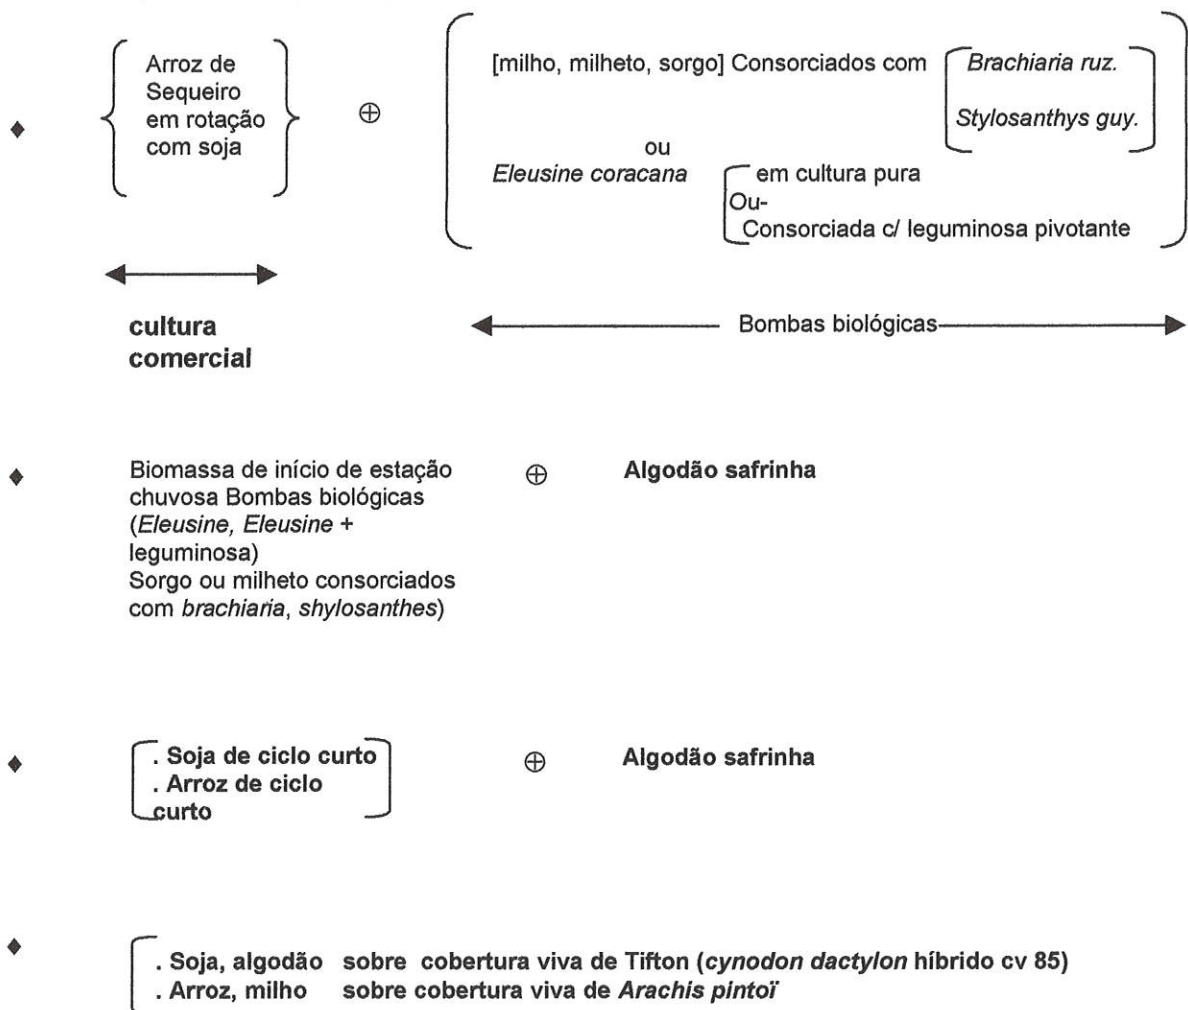 ♦ Arroz de
Sequeiro
em rotação
com soja
⊕
[milho, milheto, sorgo] Consorciados com
Brachiaria ruz.
Stylosanthys guy.
ou
Eleusine coracana
em cultura pura
Ou-
Consorciada c/ leguminosa pivotante
cultura
comercial
Bombas biológicas
♦ Biomassa de início de estação
chuvosa Bombas biológicas
(Eleusine, Eleusine +
leguminosa)
Sorgo ou milheto consorciados
com brachiaria, shylosanthes)
⊕ Algodão safrinha
♦ . Soja de ciclo curto
. Arroz de ciclo
curto
⊕ Algodão safrinha
♦ . Soja, algodão sobre cobertura viva de Tifton (cynodon dactylon híbrido cv 85)
. Arroz, milho sobre cobertura viva de Arachis pintoï